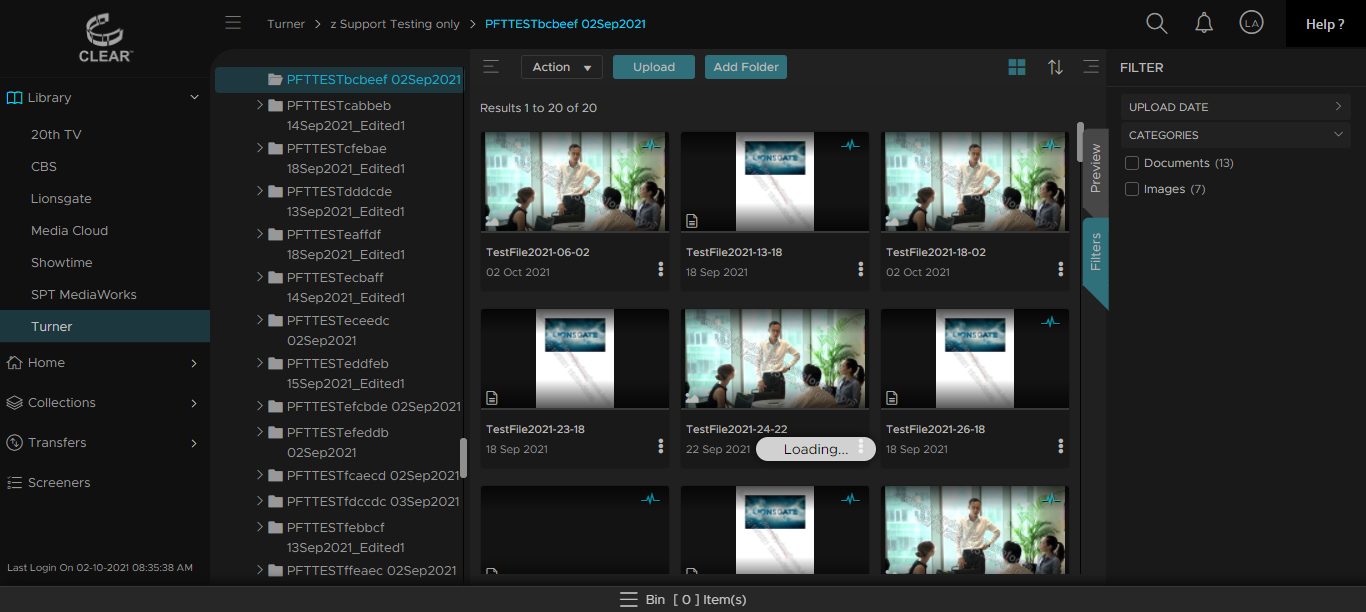 CLEAR
Library
20th TV
CBS
Lionsgate
Media Cloud
Showtime
SPT MediaWorks
Turner
Home
Collections
Transfers
Screeners
Last Login On 02-10-2021 08:35:38 AM
Turner > z Support Testing only > PFTTESTbcbeef 02Sep2021
LA
Help ?
PFTTESTbcbeef 02Sep2021
PFTTESTcabbeb
14Sep2021_Edited1
PFTTESTcfebae
18Sep2021_Edited1
PFTTESTdddcde
13Sep2021_Edited1
PFTTESTeaffdf
18Sep2021_Edited1
PFTTESTecbaff
14Sep2021_Edited1
PFTTESTeceedc
02Sep2021
PFTTESTeddfeb
15Sep2021_Edited1
PFTTESTefcbde 02Sep2021
PFTTESTefeddb
02Sep2021
PFTTESTfcaecd 02Sep2021
PFTTESTfdccdc 03Sep2021
PFTTESTfebbcf
13Sep2021_Edited1
PFTTESTffeaec 02Sep2021
Action Upload Add Folder
Results 1 to 20 of 20
LIONSGATE
TestFile2021-06-02 TestFile2021-13-18 TestFile2021-18-02
02 Oct 2021 18 Sep 2021 02 Oct 2021
LIONSGATE LIONSGATE
TestFile2021-23-18 TestFile2021-24-22 TestFile2021-26-18
18 Sep 2021 22 Sep 2021 Loading... 18 Sep 2021
LIONSGATE
Preview
Filters
FILTER
UPLOAD DATE
CATEGORIES
Documents (13)
Images (7)
Bin [ 0 ] Item(s)